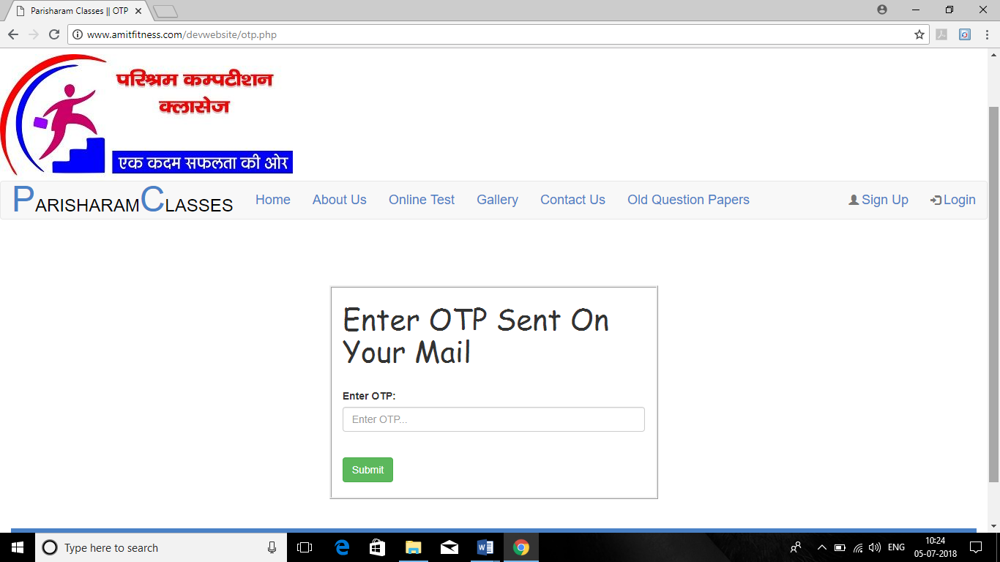 Parisharam Classes || OTP
www.amitfitness.com/devwebsite/otp.php
परिश्रम कम्पटीशन
क्लासेज
एक कदम सफलता की ओर
PARISHARAMCLASSES Home About Us Online Test Gallery Contact Us Old Question Papers Sign Up Login
Enter OTP Sent On
Your Mail
Enter OTP:
Enter OTP...
Submit
Type here to search
ENG
10:24
05-07-2018